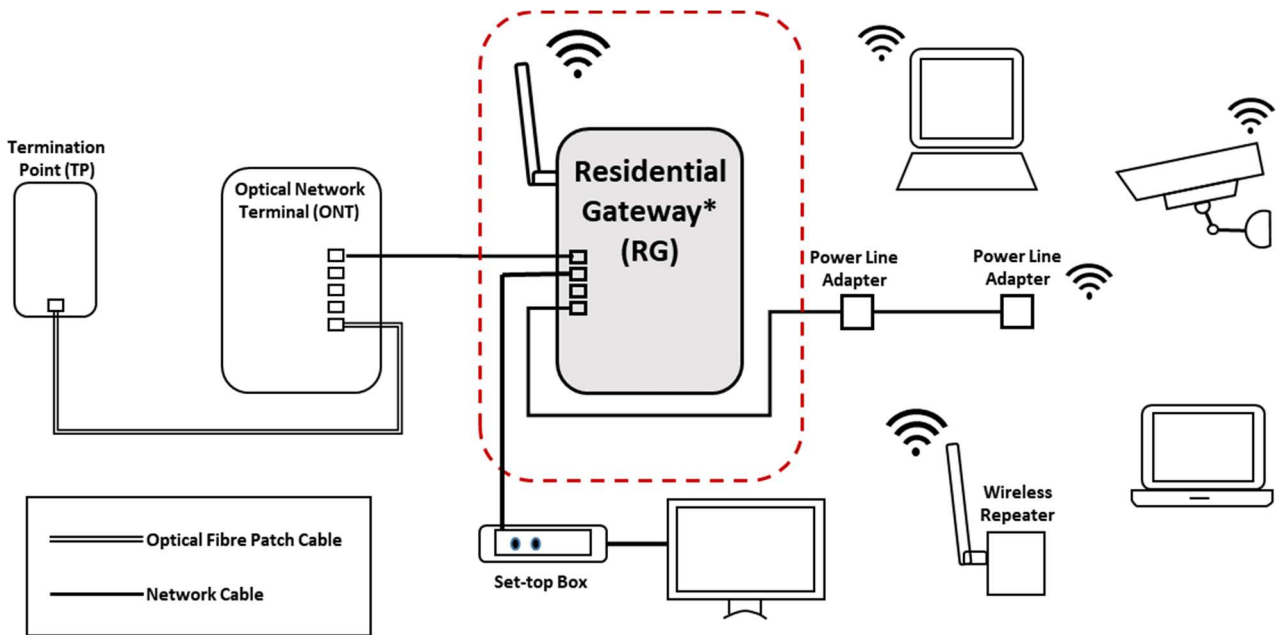 Termination
Point (TP)
Optical Network
Terminal (ONT)
Residential
Gateway*
(RG)
Power Line
Adapter
Power Line
Adapter
Wireless
Repeater
Set-top Box
Optical Fibre Patch Cable
Network Cable